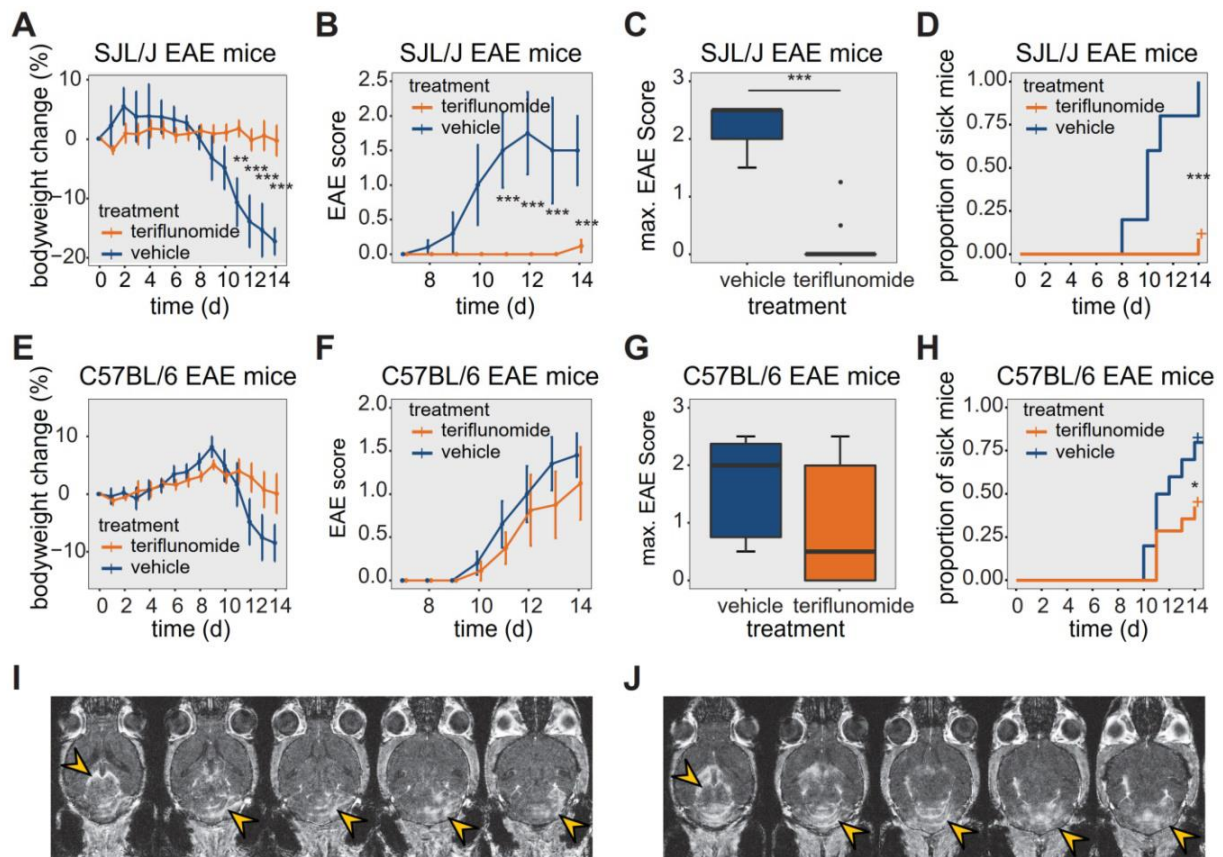 A
SJL/J EAE mice
bodyweight change (%)
10
0
−10
−20
** *** *** ***
treatment
teriflunomide
vehicle
0 2 4 6 8 10 1214
time (d)
B
SJL/J EAE mice
EAE score
2.5
2.0
1.5
1.0
0.5
0.0
treatment
teriflunomide
vehicle
*** *** *** ***
8 10 12 14
time (d)
C
SJL/J EAE mice
max. EAE Score
3
2
1
0
***
vehicle teriflunomide
treatment
D
SJL/J EAE mice
proportion of sick mice
1.00
0.75
0.50
0.25
0.00
treatment
teriflunomide
vehicle
***
0 2 4 6 8 10 1214
time (d)
E
C57BL/6 EAE mice
bodyweight change (%)
10
0
−10
treatment
teriflunomide
vehicle
0 2 4 6 8 10 1214
time (d)
F
C57BL/6 EAE mice
EAE score
2.0
1.5
1.0
0.5
0.0
treatment
teriflunomide
vehicle
8 10 12 14
time (d)
G
C57BL/6 EAE mice
max. EAE Score
3
2
1
0
vehicle teriflunomide
treatment
H
C57BL/6 EAE mice
proportion of sick mice
1.00
0.75
0.50
0.25
0.00
treatment
teriflunomide
vehicle
*
0 2 4 6 8 10 1214
time (d)
I
J